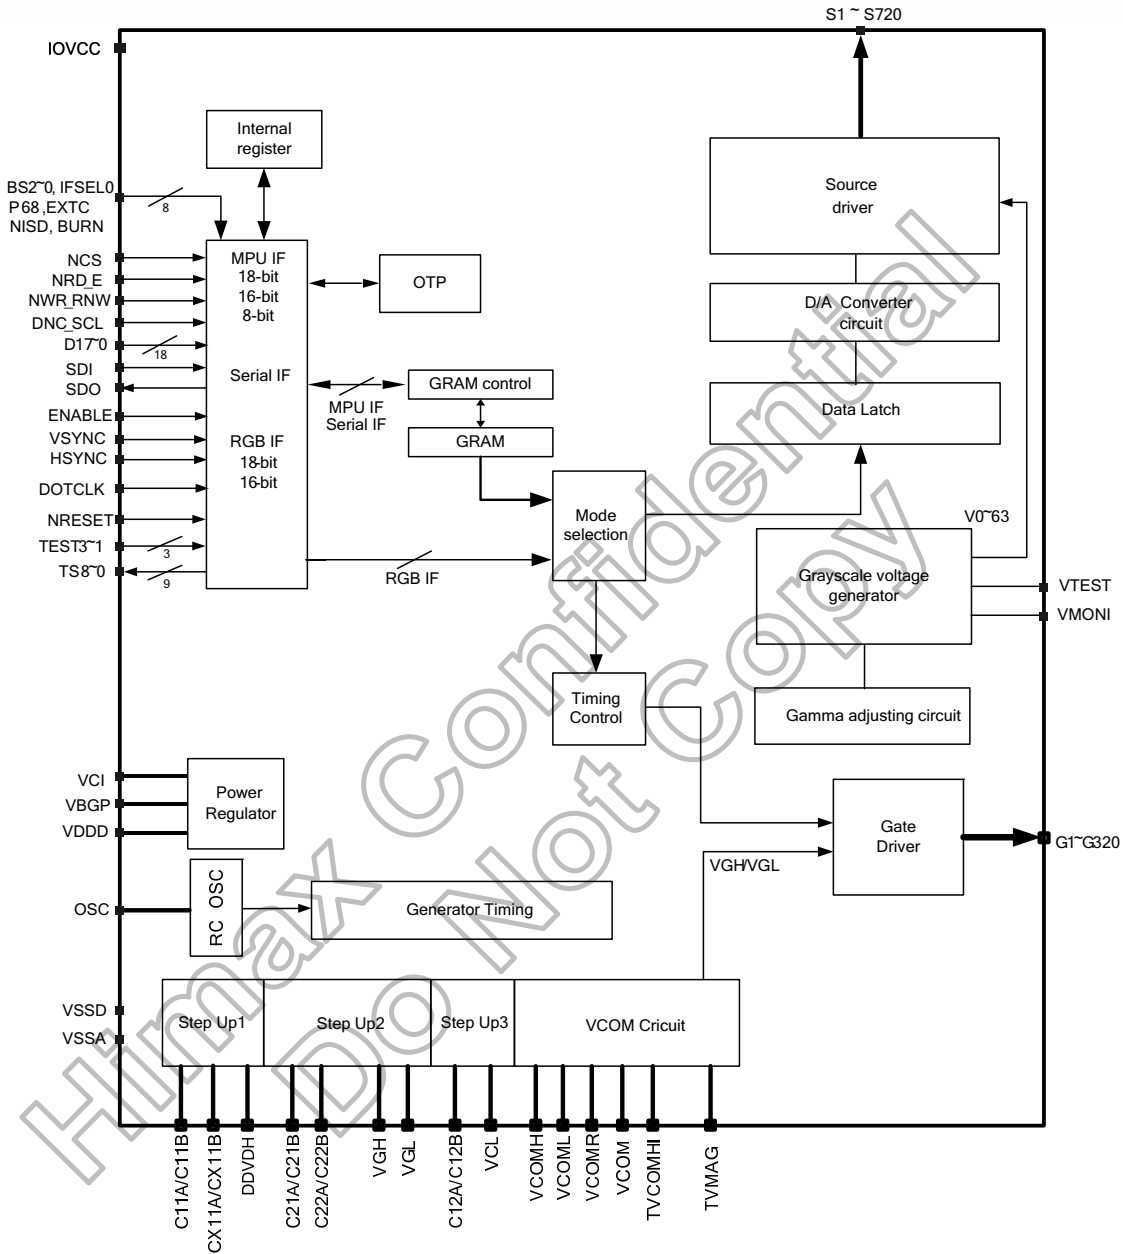 S1 ~ S720
IOVCC
Internal
register
BS2~0, IFSEL0
P68 ,EXTC
NISD, BURN
8
Source
driver
NCS
NRD_E
NWR_RNW
DNC_SCL
D17~0
18
SDI
SDO
ENABLE
VSYNC
HSYNC
DOTCLK
NRESET
TEST3~1
3
TS8~0
9
MPU IF
18-bit
16-bit
8-bit
Serial IF
RGB IF
18-bit
16-bit
OTP
MPU IF
Serial IF
GRAM control
GRAM
D/A Converter
circuit
Data Latch
Mode
selection
RGB IF
V0~63
Grayscale voltage
generator
VTEST
VMONI
Timing
Control
Gamma adjusting circuit
VCI
VBGP
VDDD
Power
Regulator
Gate
Driver
G1~G320
VGH/VGL
OSC
RC OSC
Generator Timing
VSSD
VSSA
Step Up1
Step Up2
Step Up3
VCOM Cricuit
C11A/C11B
CX11A/CX11B
DDVDH
C21A/C21B
C22A/C22B
VGH
VGL
C12A/C12B
VCL
VCOMH
VCOML
VCOMR
VCOM
TVCOMHI
TVMAG
Himax Confidential
Do Not Copy